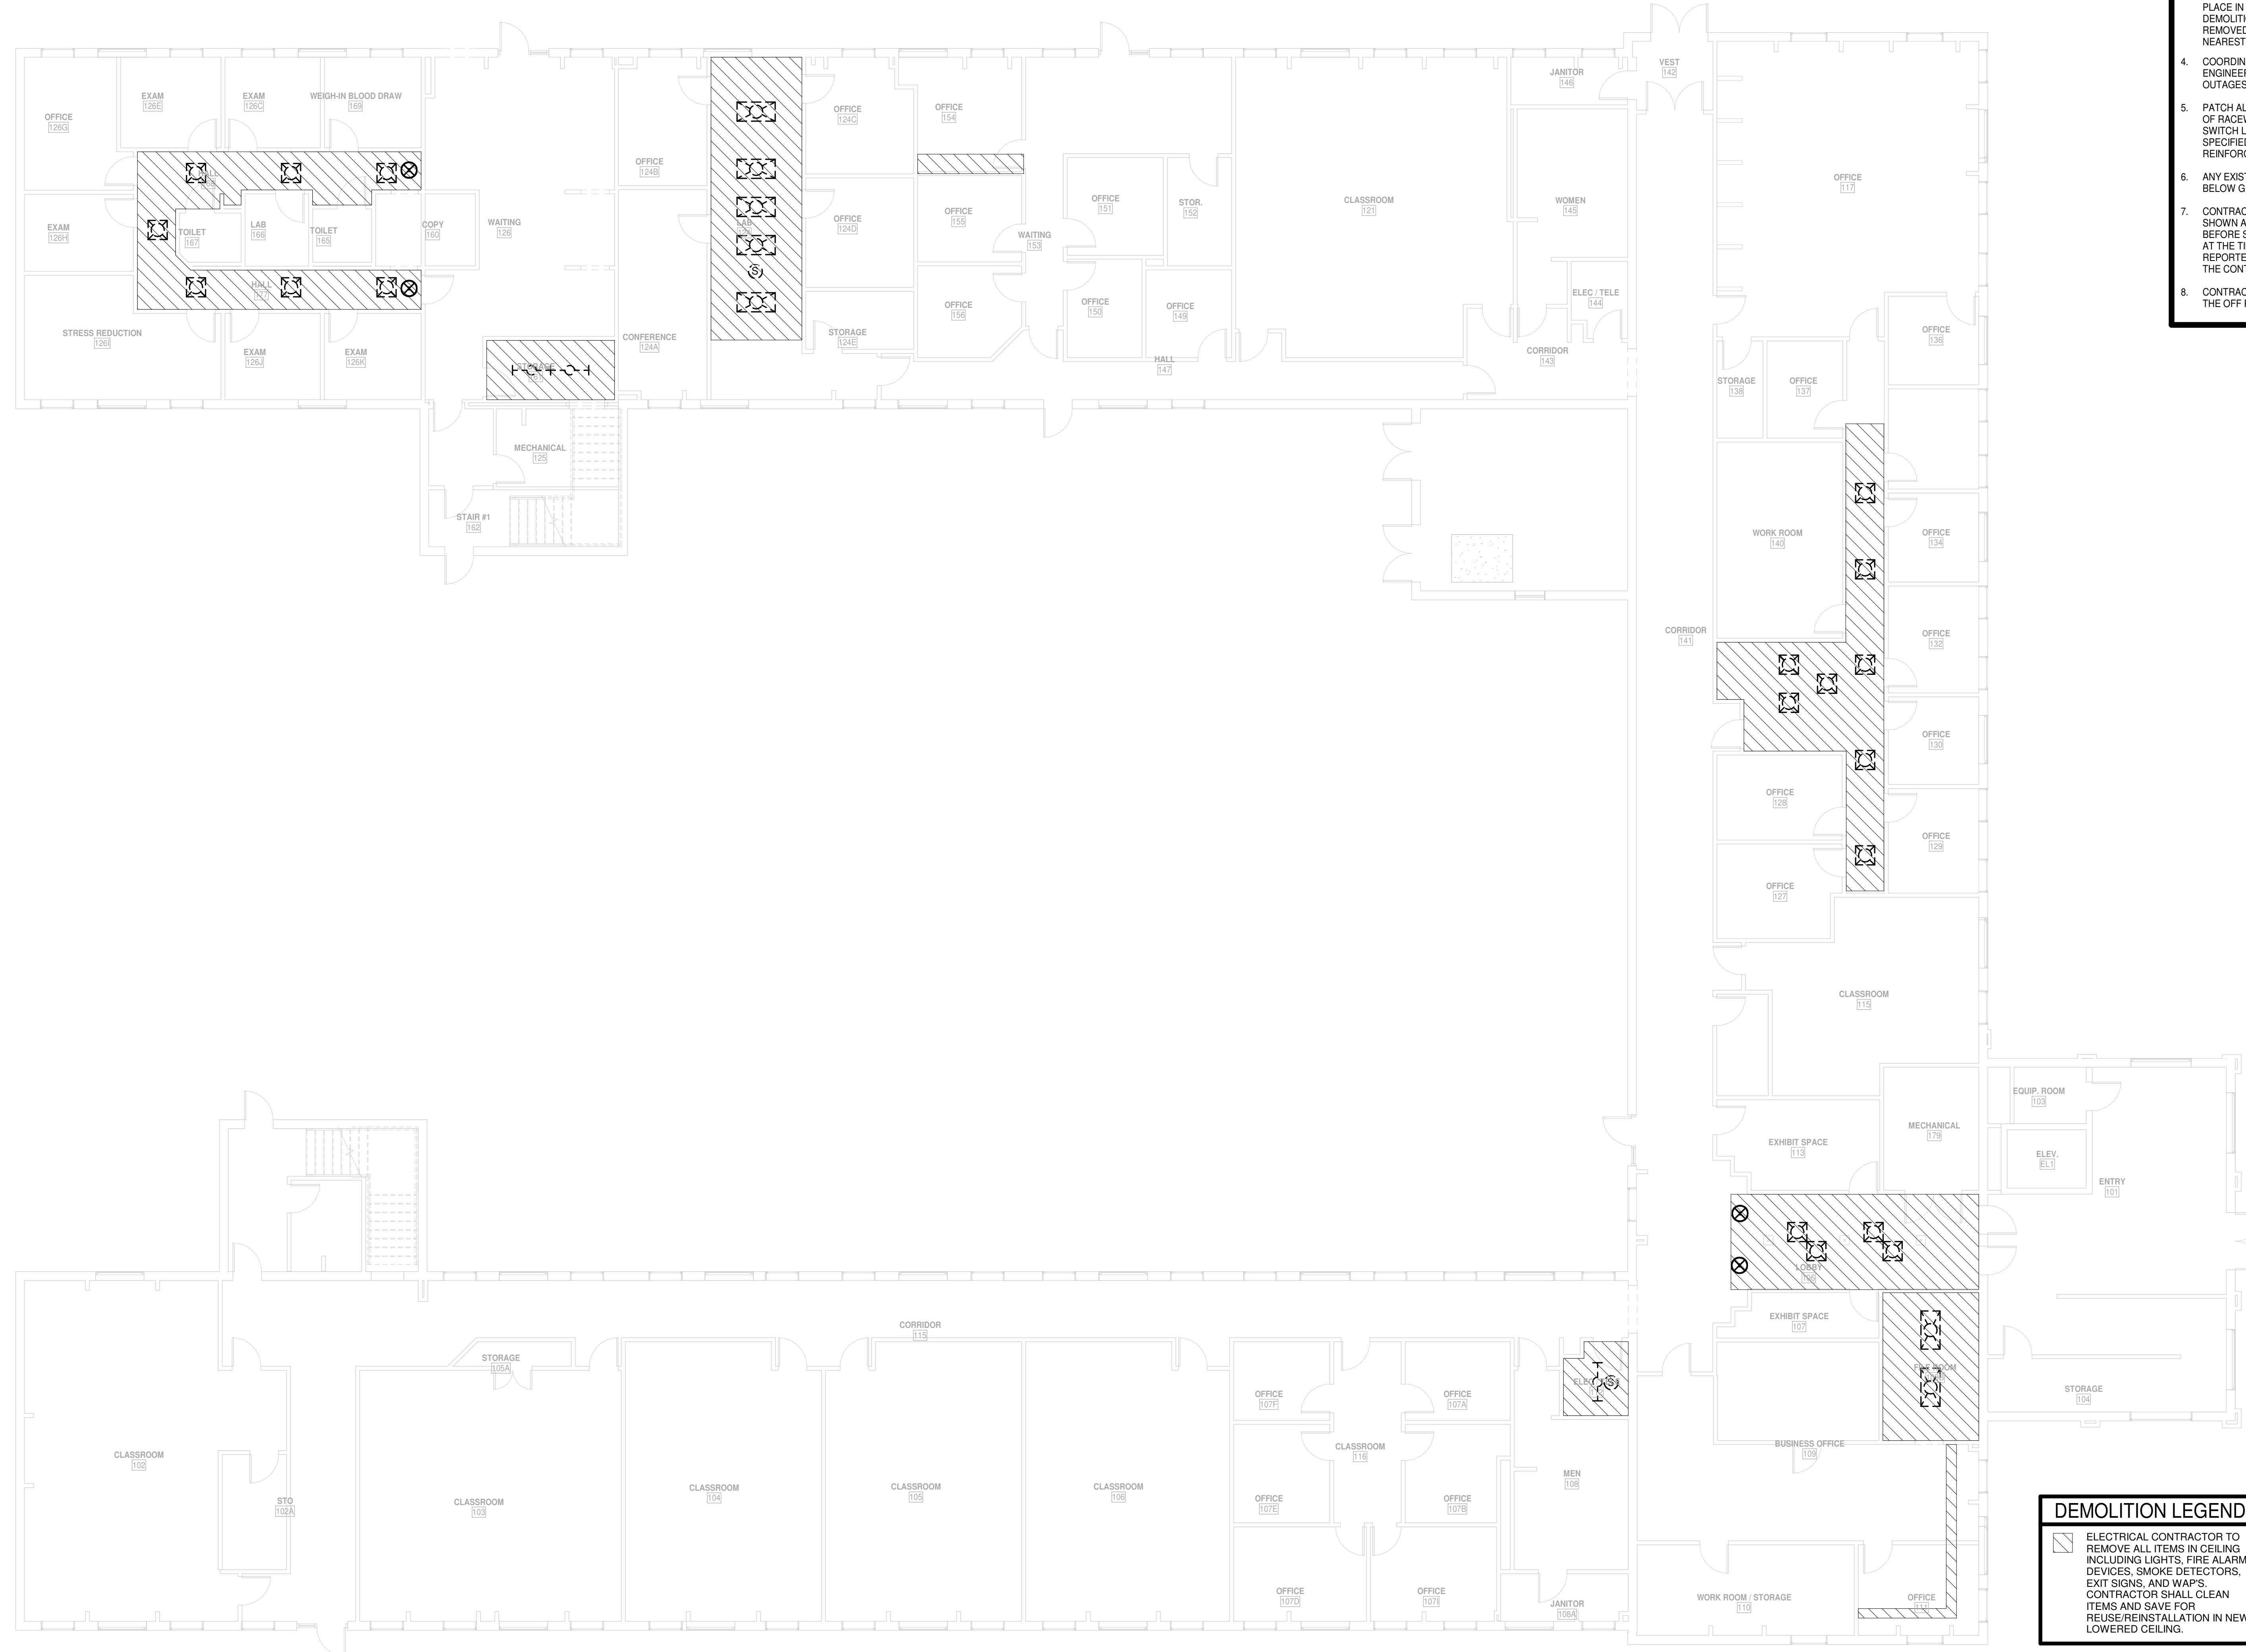 PLACE IN
REMOVED
NEAREST
4. COORDIN
ENGINEER
OUTAGES
5. PATCH AL
OF RACEW
SWITCH L
SPECIFIED
REINFORC
6. ANY EXIST
BELOW G
7. CONTRAC
SHOWN A
BEFORE S
AT THE TI
REPORTE
THE CONT
8. CONTRAC
THE OFF
VEST
142
JANITOR
146
EXAM
126E
EXAM
126C
WEIGH-IN BLOOD DRAW
169
OFFICE
126G
OFFICE
124C
OFFICE
154
OFFICE
124B
OFFICE
117
EXAM
126H
TOILET
167
LAB
166
TOILET
165
COPY
160
WAITING
126
LAB
OFFICE
124D
OFFICE
155
WAITING
153
OFFICE
151
STOR.
152
CLASSROOM
121
WOMEN
145
HALL
177
ELEC / TELE
144
OFFICE
156
OFFICE
150
OFFICE
149
STRESS REDUCTION
126I
EXAM
126J
EXAM
126K
STORAGE
CONFERENCE
124A
STORAGE
124E
HALL
147
CORRIDOR
143
OFFICE
136
STORAGE
138
OFFICE
137
MECHANICAL
125
STAIR #1
162
WORK ROOM
140
OFFICE
134
CORRIDOR
141
OFFICE
132
OFFICE
130
OFFICE
128
OFFICE
129
OFFICE
127
CLASSROOM
115
EQUIP. ROOM
103
EXHIBIT SPACE
113
MECHANICAL
179
ELEV.
EL1
ENTRY
101
LOBBY
EXHIBIT SPACE
107
CORRIDOR
115
STORAGE
105A
FILE ROOM
STORAGE
104
OFFICE
107F
OFFICE
107A
CLASSROOM
102
CLASSROOM
116
BUSINESS OFFICE
109
STO
102A
CLASSROOM
103
CLASSROOM
104
CLASSROOM
105
CLASSROOM
106
OFFICE
107E
OFFICE
107B
MEN
108
OFFICE
107D
OFFICE
107I
JANITOR
108A
WORK ROOM / STORAGE
110
OFFICE
111
DEMOLITION LEGEND
ELECTRICAL CONTRACTOR TO
REMOVE ALL ITEMS IN CEILING
INCLUDING LIGHTS, FIRE ALARM
DEVICES, SMOKE DETECTORS,
EXIT SIGNS, AND WAP'S.
CONTRACTOR SHALL CLEAN
ITEMS AND SAVE FOR
REUSE/REINSTALLATION IN NEW
LOWERED CEILING.